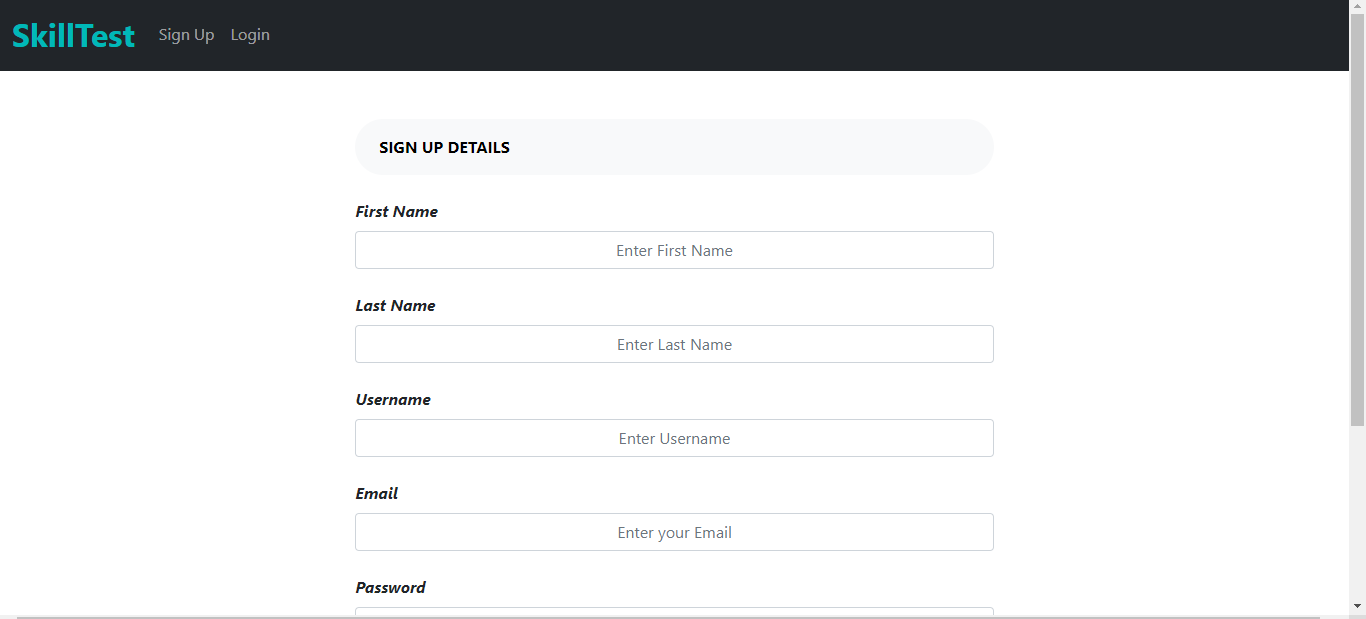 SkillTest Sign Up Login
SIGN UP DETAILS
First Name
Enter First Name
Last Name
Enter Last Name
Username
Enter Username
Email
Enter your Email
Password